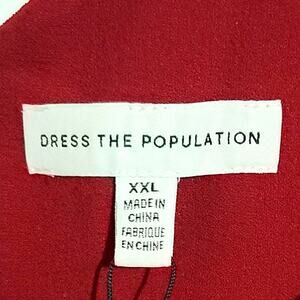 DRESS THE POPULATION
XXL
MADE IN
CHINA
FABRIQUE
EN CHINE